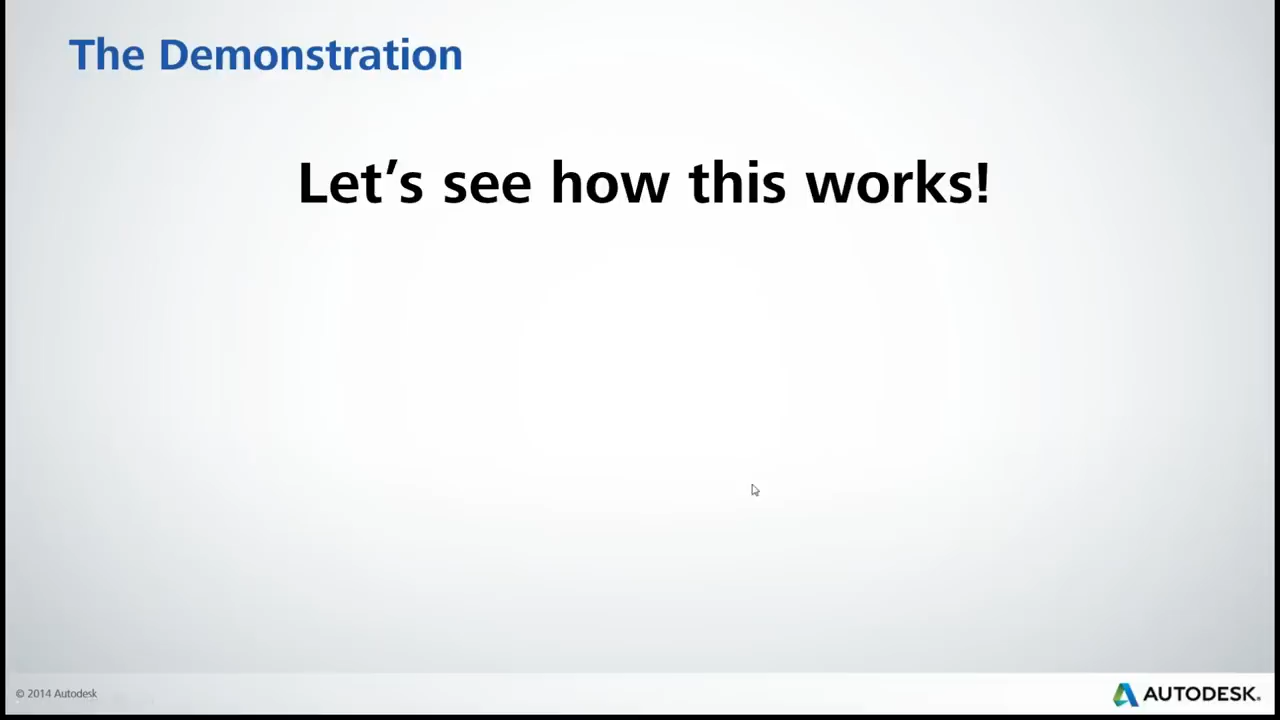 The Demonstration
Let’s see how this works!
© 2014 Autodesk
AUTODESK.